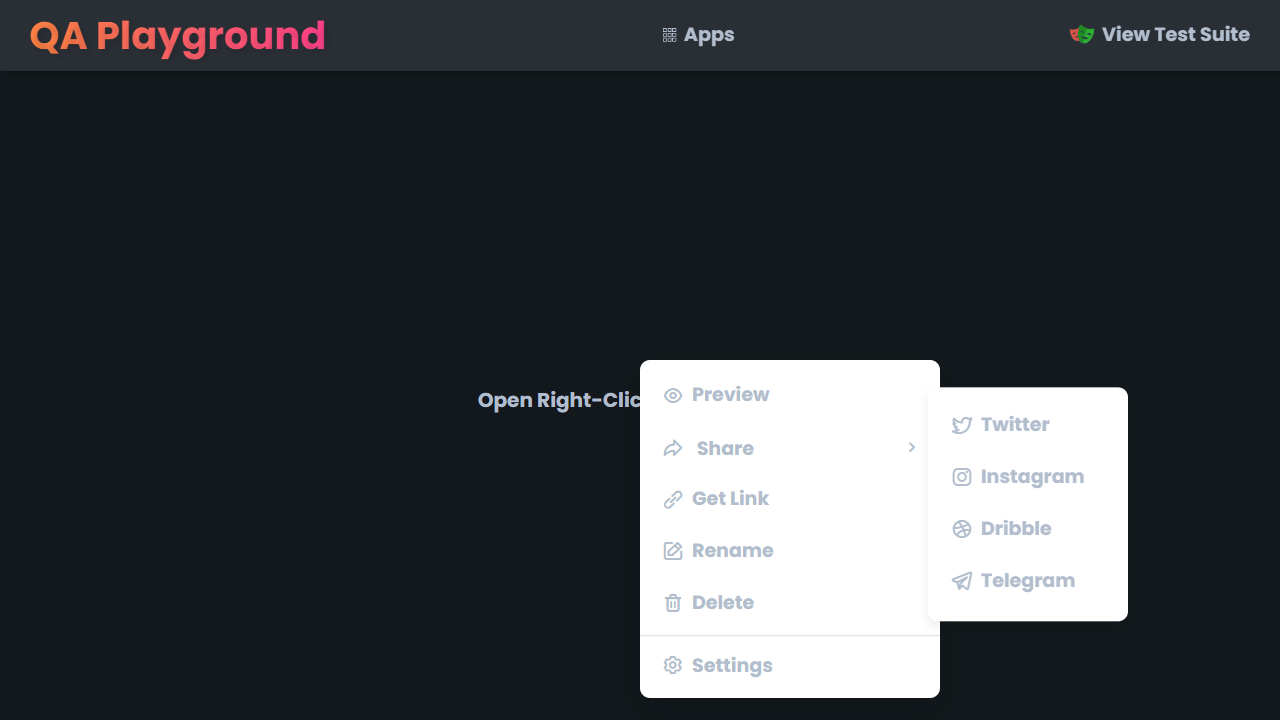 QA Playground
Apps
View Test Suite
Open Right-Clic
Preview
Share
Get Link
Rename
Delete
Settings
Twitter
Instagram
Dribble
Telegram